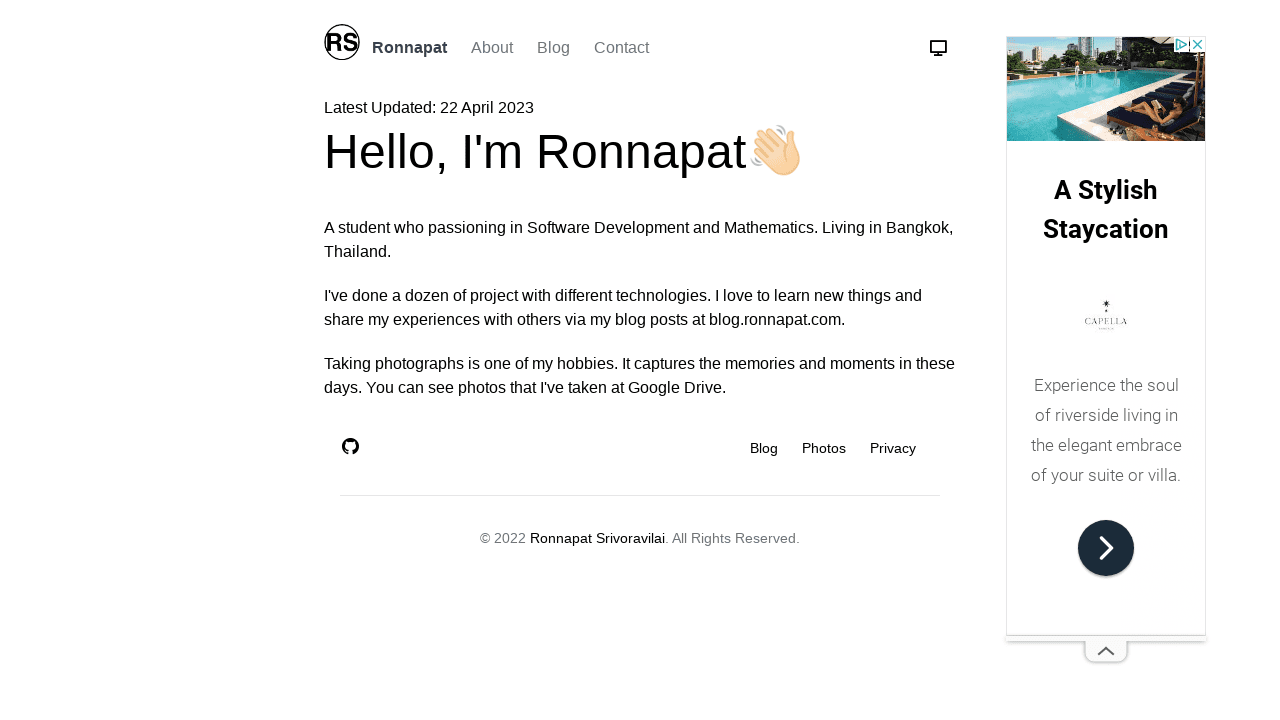 RS
Ronnapat
About
Blog
Contact
Latest Updated: 22 April 2023
Hello, I'm Ronnapat
A student who passioning in Software Development and Mathematics. Living in Bangkok,
Thailand.
I've done a dozen of project with different technologies. I love to learn new things and
share my experiences with others via my blog posts at blog.ronnapat.com.
Taking photographs is one of my hobbies. It captures the memories and moments in these
days. You can see photos that I've taken at Google Drive.
Blog
Photos
Privacy
© 2022 Ronnapat Srivoravilai. All Rights Reserved.
A Stylish
Staycation
CAPELLA
Experience the soul
of riverside living in
the elegant embrace
of your suite or villa.